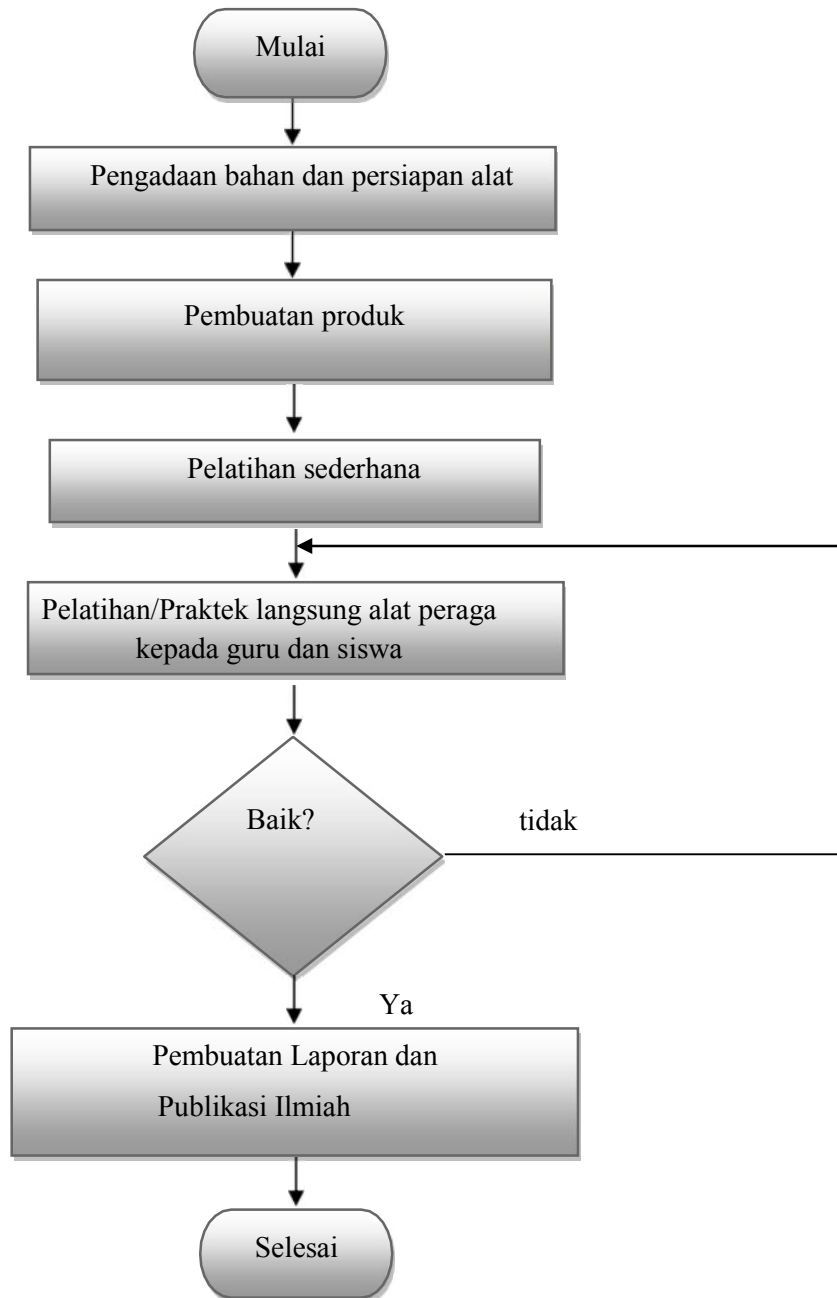 Mulai
Pengadaan bahan dan persiapan alat
Pembuatan produk
Pelatihan sederhana
Pelatihan/Praktek langsung alat peraga
kepada guru dan siswa
Baik?
tidak
Ya
Pembuatan Laporan dan
Publikasi Ilmiah
Selesai